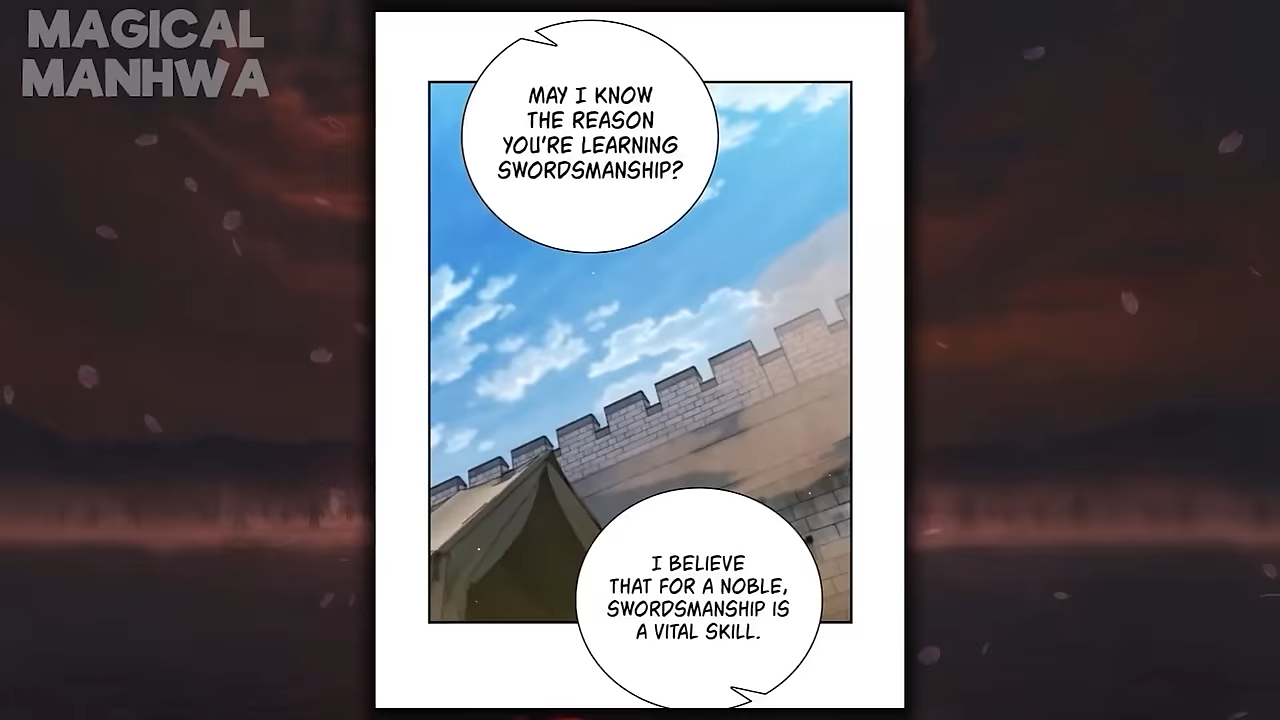 MAGICAL
MANHWA
MAY I KNOW
THE REASON
YOU'RE LEARNING
SWORDSMANSHIP?
I BELIEVE
THAT FOR A NOBLE,
SWORDSMANSHIP IS
A VITAL SKILL.